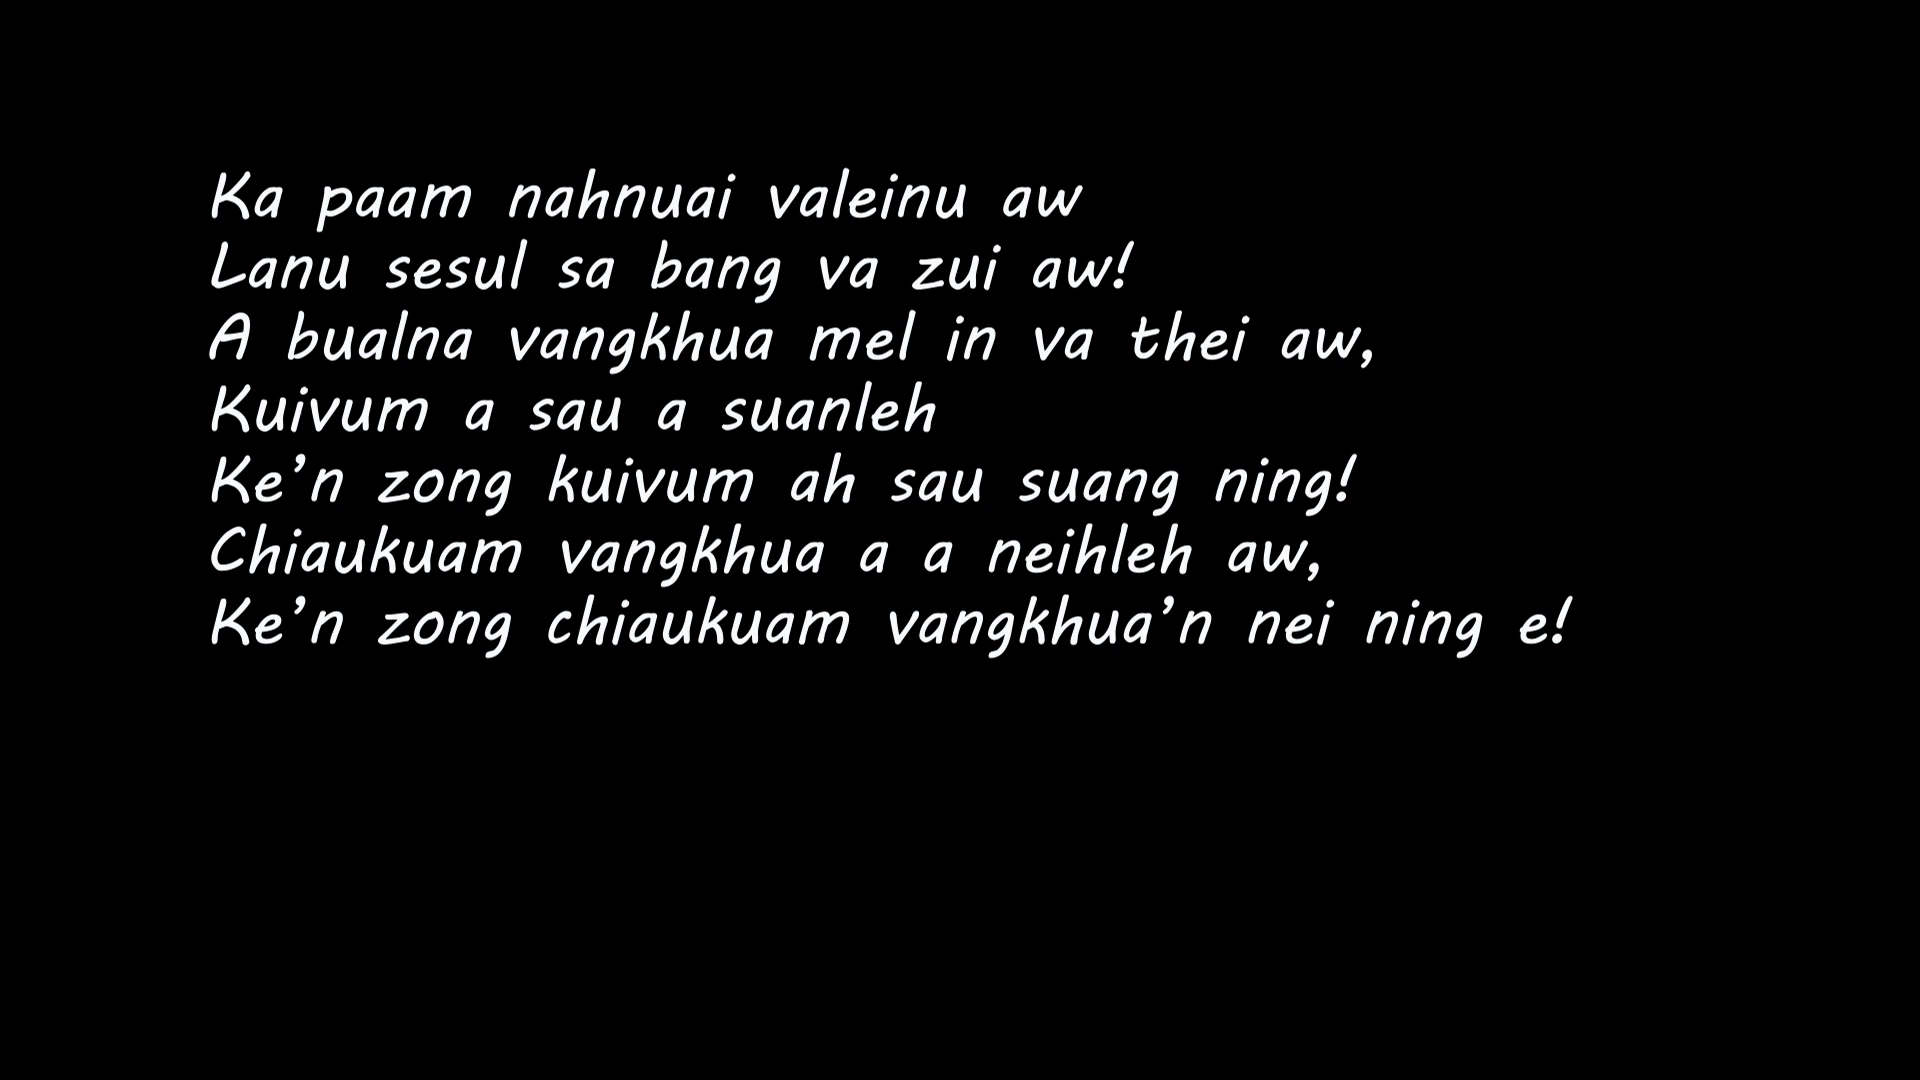 Ka paam nahnuai valeinu aw
Lanu sesul sa bang va zui aw!
A bualna vangkhua mel in va thei aw,
Kuivum a sau a suanleh
Ke’n zong kuivum ah sau suang ning!
Chiaukuam vangkhua a a neihleh aw,
Ke’n zong chiaukuam vangkhua’n nei ning e!